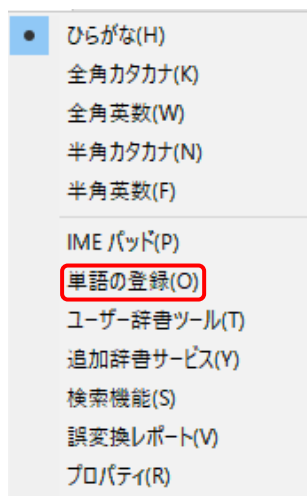 ひらがな(H)
全角カタカナ(K)
全角英数(W)
半角カタカナ(N)
半角英数(F)
IME パッド(P)
単語の登録(O)
ユーザー辞書ツール(T)
追加辞書サービス(Y)
検索機能(S)
誤変換レポート(V)
プロパティ(R)